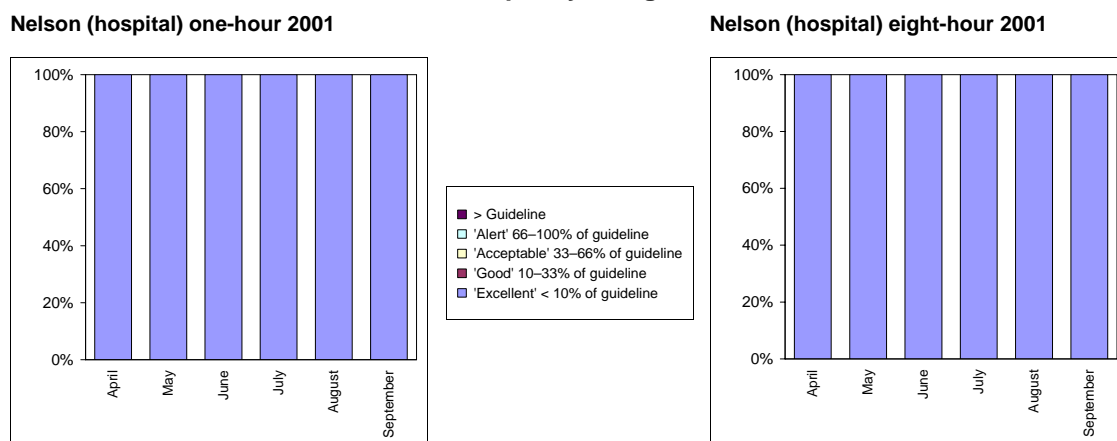 Nelson (hospital) one-hour 2001
100%
80%
60%
40%
20%
0%
April
May
June
July
August
September
> Guideline
'Alert' 66–100% of guideline
'Acceptable' 33–66% of guideline
'Good' 10–33% of guideline
'Excellent' < 10% of guideline
Nelson (hospital) eight-hour 2001
100%
80%
60%
40%
20%
0%
April
May
June
July
August
September